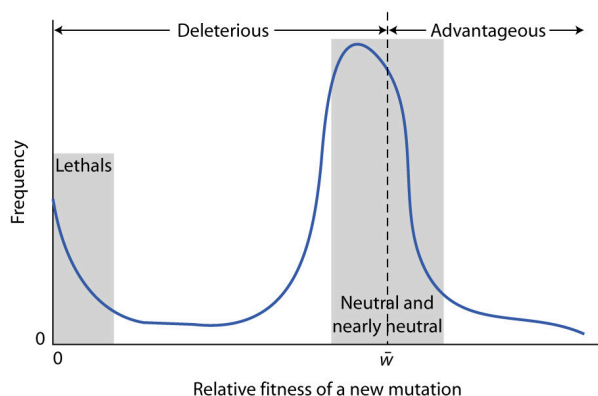 Deleterious
Advantageous
Frequency
Lethals
Neutral and
nearly neutral
0
0
w̄
Relative fitness of a new mutation